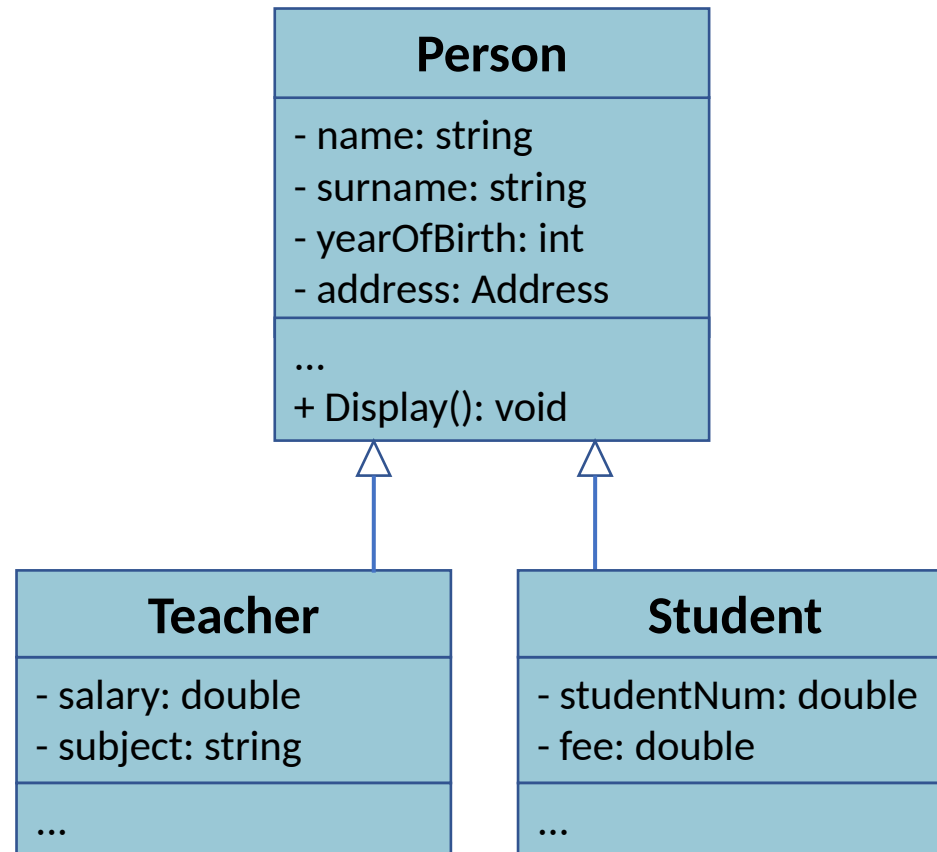 Person
- name: string
- surname: string
- yearOfBirth: int
- address: Address
...
+ Display(): void
Teacher
- salary: double
- subject: string
...
Student
- studentNum: double
- fee: double
...